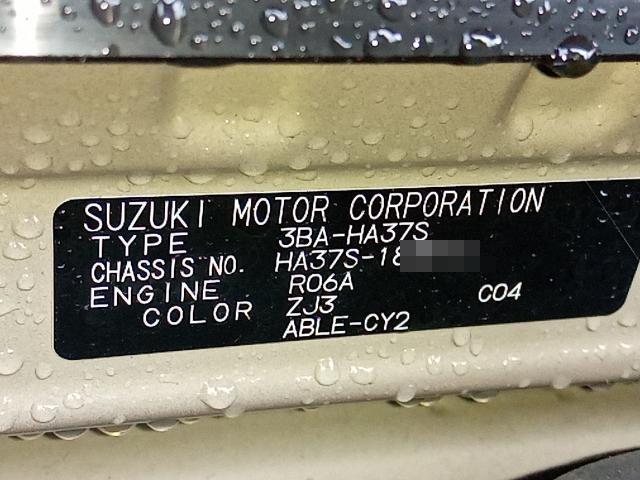 SUZUKI MOTOR CORPORATION
TYPE 3BA-HA37S
CHASSIS NO. HA37S-18
ENGINE R06A C04
COLOR ZJ3
ABLE-CY2